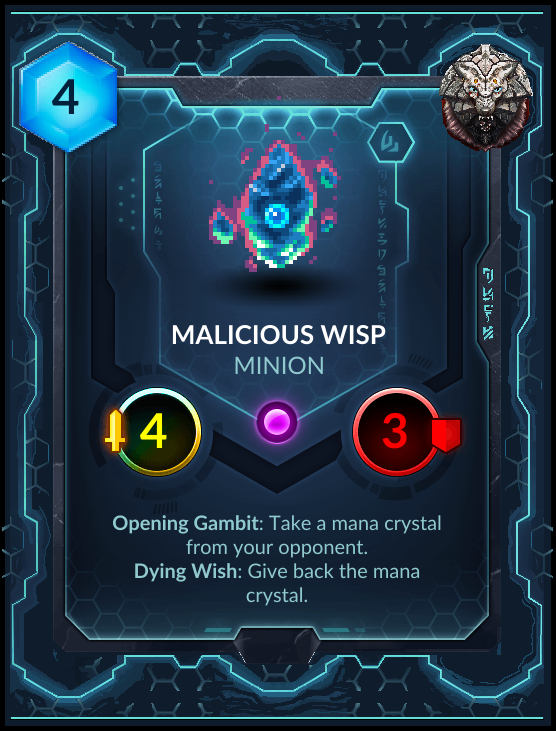 4
MALICIOUS WISP
MINION
4
3
Opening Gambit: Take a mana crystal
from your opponent.
Dying Wish: Give back the mana
crystal.